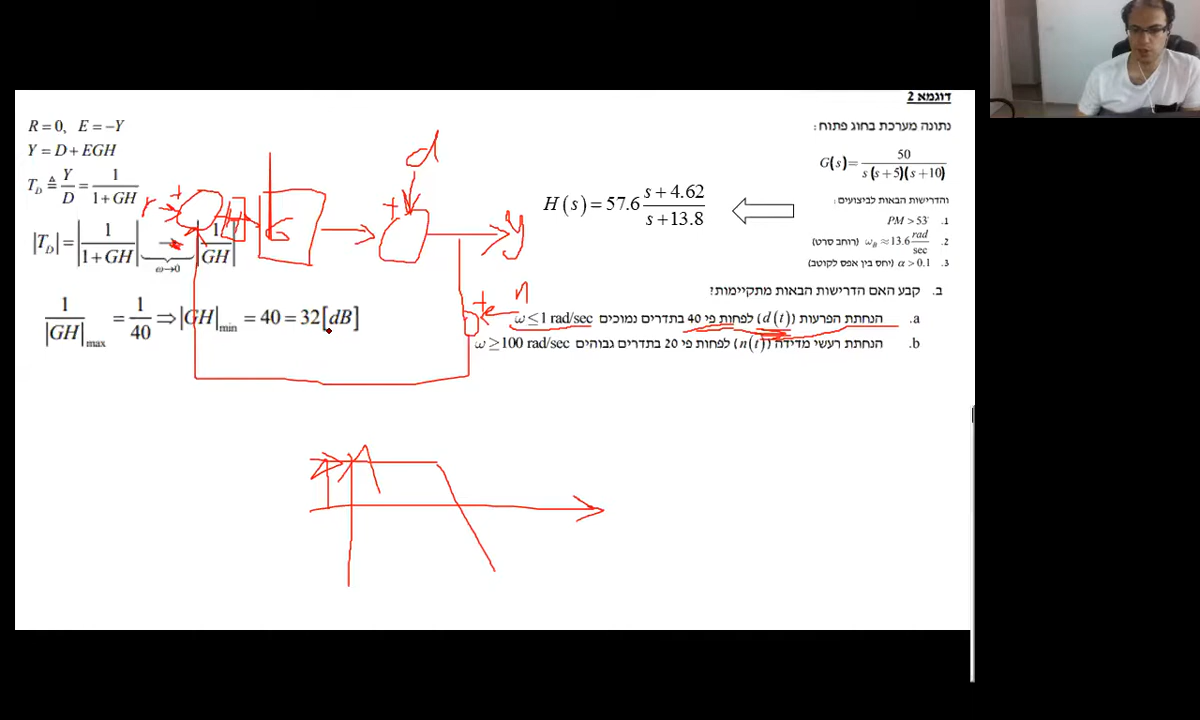 דוגמא 2
נתונה מערכת בחוג פתוח:
G(s)= 50 / s(s+5)(s+10)
והדרישות הבאות לביצועים:
1. PM > 53°
2. ω_B ≈ 13.6 rad/sec (רוחב סרט)
3. α > 0.1 (יחס בין אפס לקוטב)
H(s) = 57.6 (s+4.62)/(s+13.8)
ב. קבע האם הדרישות הבאות מתקיימות?
a. הנחתת הפרעות (d(t)) לפחות פי 40 בתדרים נמוכים ω ≤ 1 rad/sec
b. הנחתת רעשי מדידה (n(t)) לפחות פי 20 בתדרים גבוהים ω ≥ 100 rad/sec
R = 0, E = −Y
Y = D + EGH
T_D ≜ Y/D = 1/(1+GH)
|T_D| = |1/(1+GH)| → ω→0 |1/GH|
1/|GH|_max = 1/40 ⇒ |GH|_min = 40 = 32[dB]
d
r + H G + y
+ n